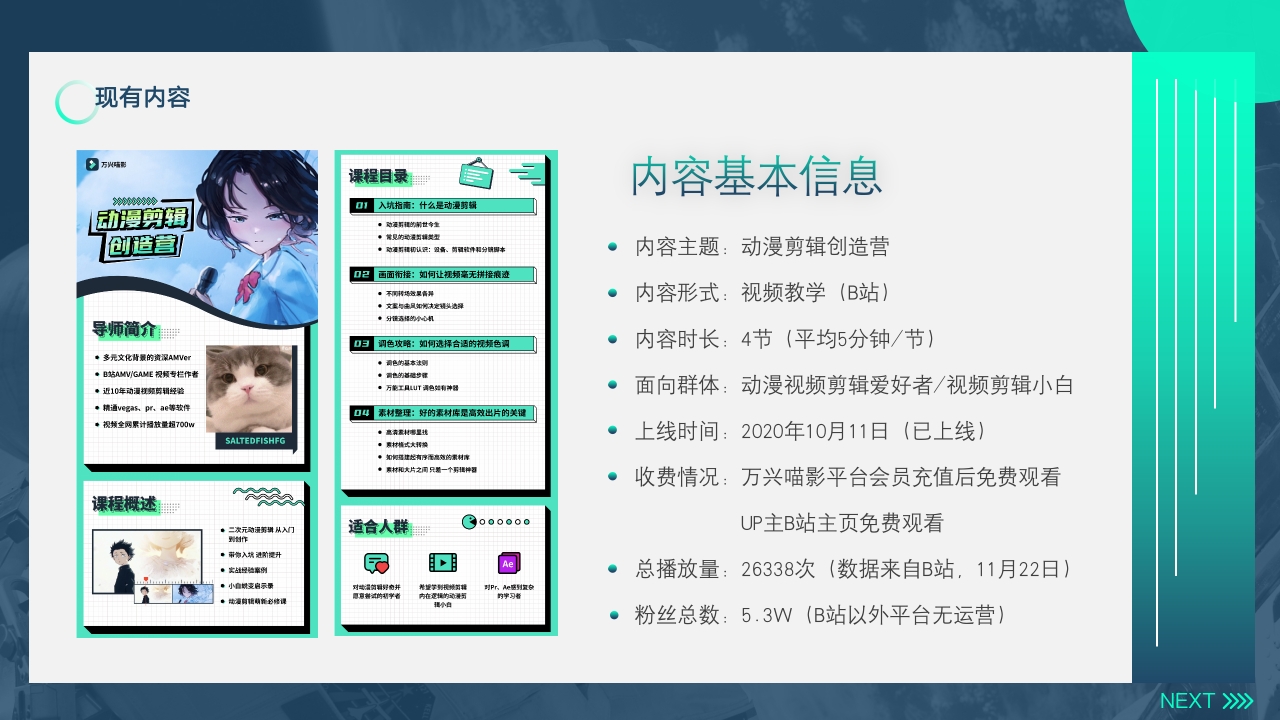 现有内容
万兴喵影
动漫剪辑
创造营
导师简介
多元文化背景的资深AMVer
B站AMV/GAME 视频专栏作者
近10年动漫视频剪辑经验
精通vegas、pr、ae等软件
视频全网累计播放量超700w
SALTEDFISHFG
课程概述
二次元动漫剪辑 从入门
到创作
带你入坑 进阶提升
实战经验案例
小白蜕变启示录
动漫剪辑萌新必修课
课程目录
01 入坑指南：什么是动漫剪辑
动漫剪辑的前世今生
常见的动漫剪辑类型
动漫剪辑初认识：设备、剪辑软件和分镜脚本
02 画面衔接：如何让视频毫无拼接痕迹
不同转场效果各异
文案与曲风如何决定镜头选择
分镜选择的小心机
03 调色攻略：如何选择合适的视频色调
调色的基本法则
调色的基础步骤
万能工具LUT 调色如有神器
04 素材整理：好的素材库是高效出片的关键
高清素材哪里找
素材格式大转换
如何搭建起有序而高效的素材库
素材和大片之间 只差一个剪辑神器
适合人群
对动漫剪辑好奇并
愿意尝试的初学者
希望学到视频剪辑
内在逻辑的动漫剪
辑小白
Ae
对Pr、Ae感到复杂
的学习者
内容基本信息
内容主题：动漫剪辑创造营
内容形式：视频教学（B站）
内容时长：4节（平均5分钟/节）
面向群体：动漫视频剪辑爱好者/视频剪辑小白
上线时间：2020年10月11日（已上线）
收费情况：万兴喵影平台会员充值后免费观看
UP主B站主页免费观看
总播放量：26338次（数据来自B站，11月22日）
粉丝总数：5.3W（B站以外平台无运营）
NEXT